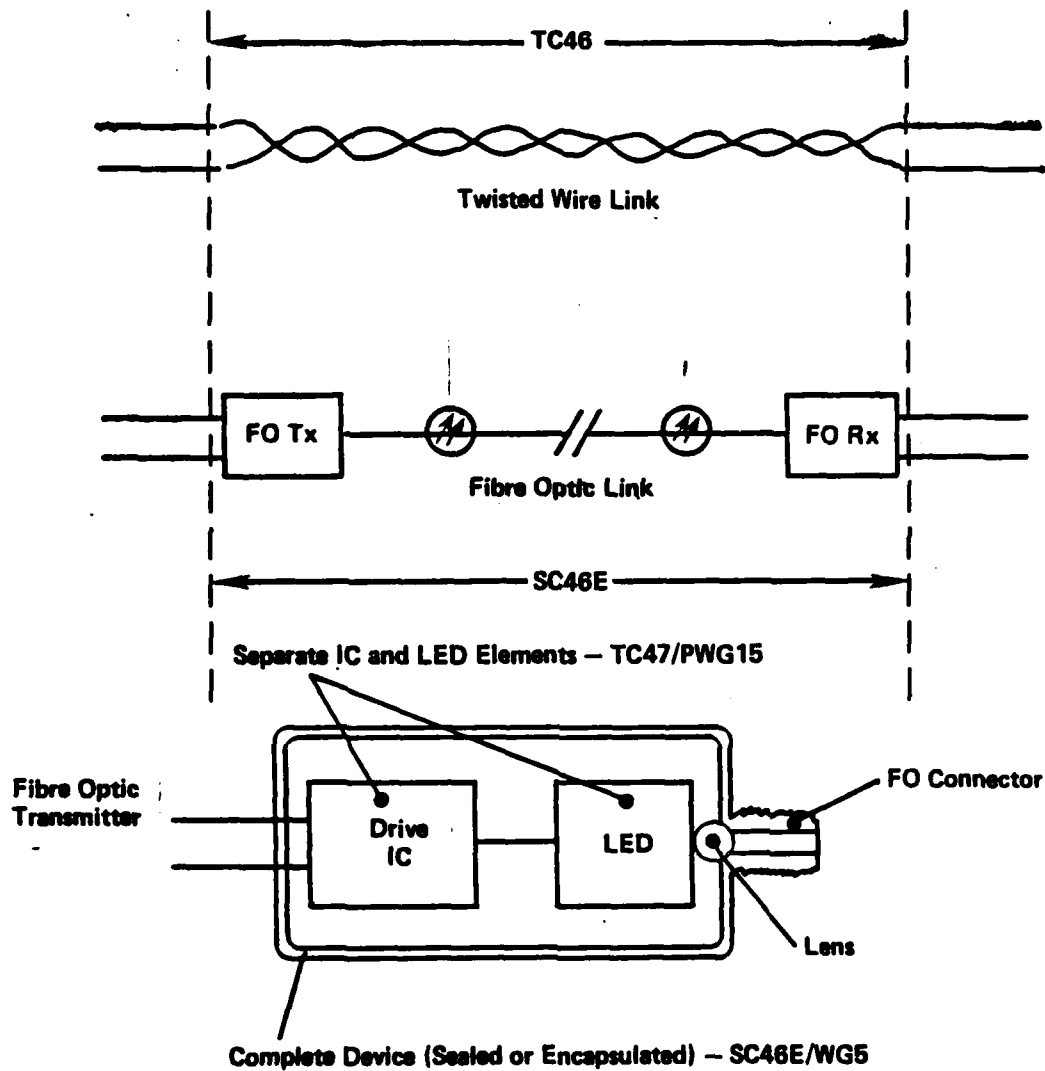 TC46
Twisted Wire Link
FO Tx
FO Rx
Fibre Optic Link
SC46E
Separate IC and LED Elements – TC47/PWG15
Fibre Optic
Transmitter
Drive
IC
LED
FO Connector
Lens
Complete Device (Sealed or Encapsulated) – SC46E/WG5